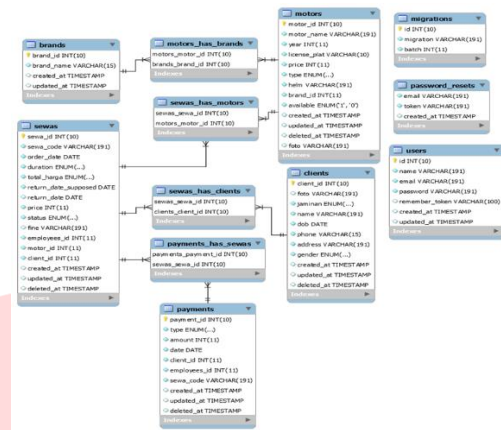 brands
brand_id INT(10)
brand_name VARCHAR(15)
created_at TIMESTAMP
updated_at TIMESTAMP
Indexes
motors_has_brands
motors_motor_id INT(10)
brands_brand_id INT(10)
Indexes
motors
motor_id INT(10)
motor_name VARCHAR(191)
year INT(11)
license_plat VARCHAR(10)
price INT(11)
type ENUM(...)
helm VARCHAR(191)
brand_id INT(11)
available ENUM('1', '0')
created_at TIMESTAMP
updated_at TIMESTAMP
deleted_at TIMESTAMP
foto VARCHAR(191)
Indexes
migrations
id INT(10)
migration VARCHAR(191)
batch INT(11)
Indexes
sewas_has_motors
sewas_sewa_id INT(10)
motors_motor_id INT(10)
Indexes
password_resets
email VARCHAR(191)
token VARCHAR(191)
created_at TIMESTAMP
Indexes
sewas
sewa_id INT(10)
sewa_code VARCHAR(191)
order_date DATE
duration ENUM(...)
total_harga ENUM(...)
return_date_supposed DATE
return_date DATE
price INT(11)
status ENUM(...)
fine VARCHAR(191)
employees_id INT(11)
motor_id INT(11)
client_id INT(11)
created_at TIMESTAMP
updated_at TIMESTAMP
deleted_at TIMESTAMP
Indexes
sewas_has_clients
sewas_sewa_id INT(10)
clients_client_id INT(10)
Indexes
clients
client_id INT(10)
foto VARCHAR(191)
jaminan ENUM(...)
name VARCHAR(191)
dob DATE
phone VARCHAR(15)
address VARCHAR(191)
gender ENUM(...)
created_at TIMESTAMP
updated_at TIMESTAMP
deleted_at TIMESTAMP
Indexes
users
id INT(10)
name VARCHAR(191)
email VARCHAR(191)
password VARCHAR(191)
remember_token VARCHAR(100)
created_at TIMESTAMP
updated_at TIMESTAMP
Indexes
payments_has_sewas
payments_payment_id INT(10)
sewas_sewa_id INT(10)
Indexes
payments
payment_id INT(10)
type ENUM(...)
amount INT(11)
date DATE
client_id INT(11)
employees_id INT(11)
sewa_code VARCHAR(191)
created_at TIMESTAMP
updated_at TIMESTAMP
deleted_at TIMESTAMP
Indexes